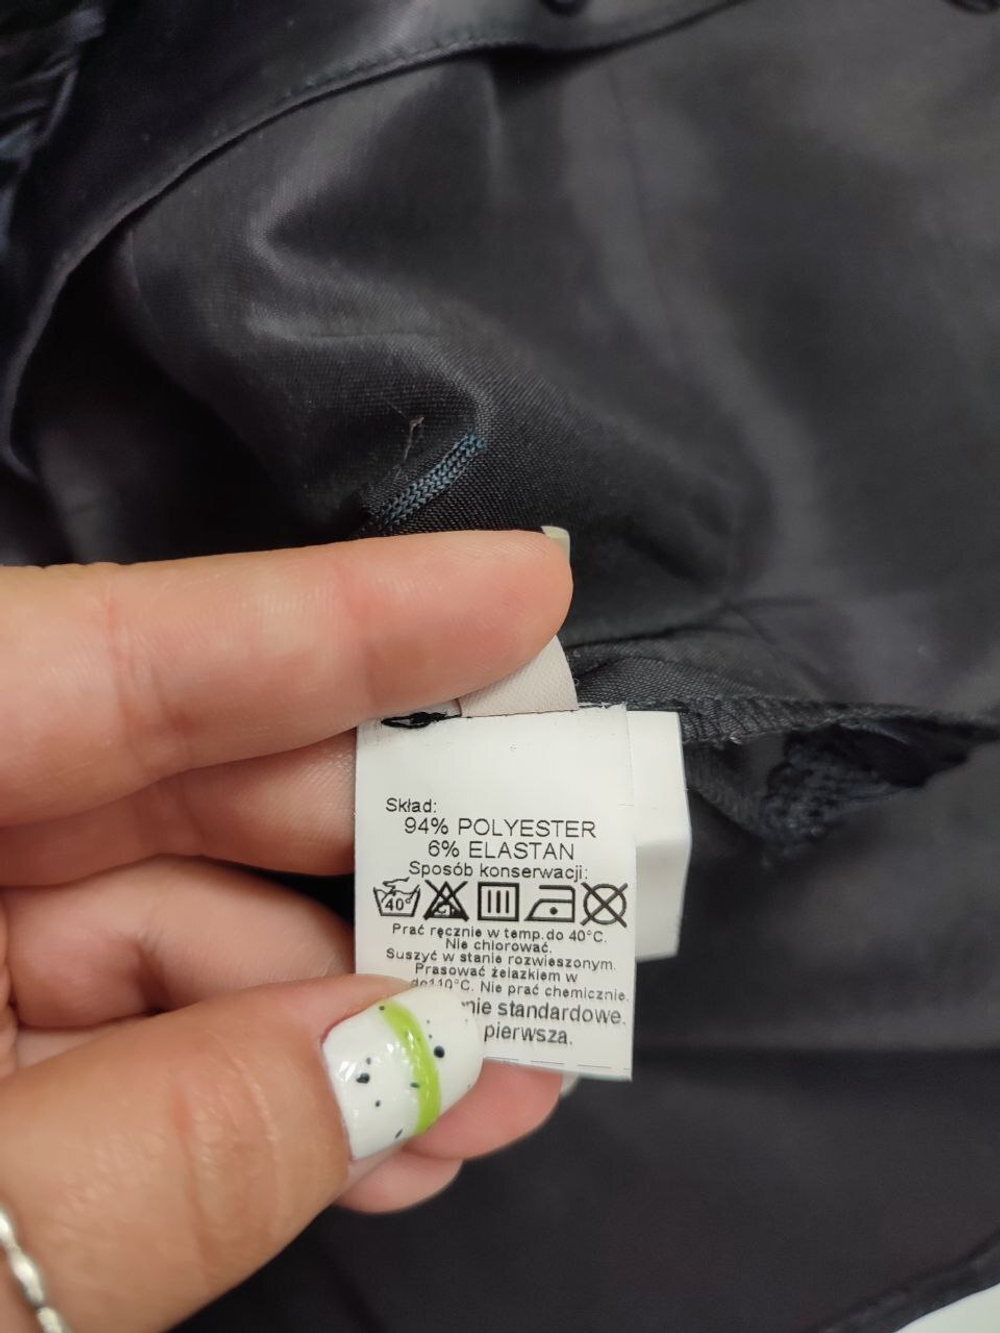 Skład:
94% POLYESTER
6% ELASTAN
Sposób konserwacji:
40°
Prać ręcznie w temp.do 40°C.
Nie chlorować.
Suszyć w stanie rozwieszonym.
Prasować żelazkiem w
do110°C. Nie prać chemicznie.
standardowe.
pierwsza.